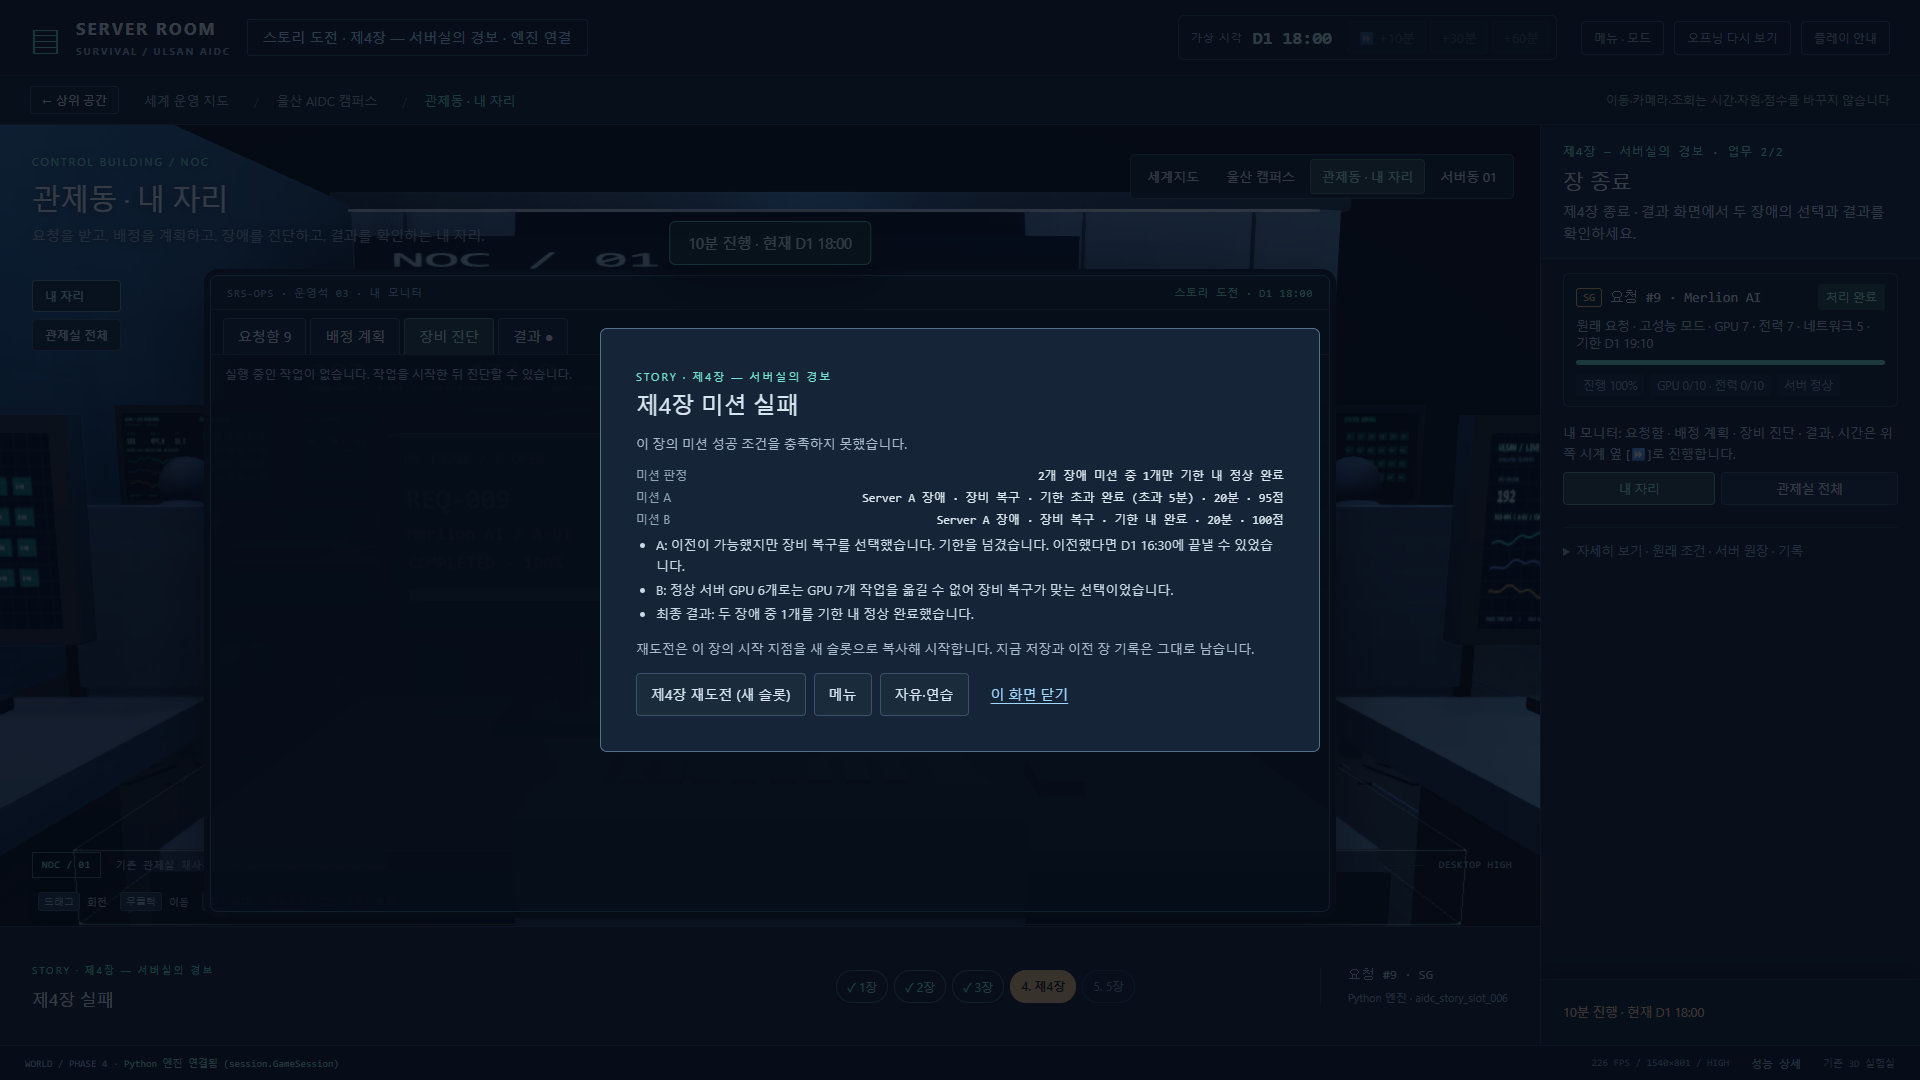 SERVER ROOM
SURVIVAL / ULSAN AIDC
스토리 도전 · 제4장 — 서버실의 경보 · 엔진 연결
가상 시각 D1 18:00 +10분 +30분 +60분
메뉴 · 모드
오프닝 다시 보기
플레이 안내
← 상위 공간
세계 운영 지도 / 울산 AIDC 캠퍼스 / 관제동 · 내 자리
이동·카메라·조회는 시간·자원·점수를 바꾸지 않습니다
CONTROL BUILDING / NOC
관제동 · 내 자리
요청을 받고, 배정을 계획하고, 장애를 진단하고, 결과를 확인하는 내 자리.
세계지도
울산 캠퍼스
관제동 · 내 자리
서버동 01
내 자리
관제실 전체
NOC / 01
10분 진행 · 현재 D1 18:00
SRS-OPS · 운영석 03 · 내 모니터
스토리 도전 · D1 18:00
요청함 9
배정 계획
장비 진단
결과 ●
실행 중인 작업이 없습니다. 작업을 시작한 뒤 진단할 수 있습니다.
REQ-009
STORY · 제4장 — 서버실의 경보
제4장 미션 실패
이 장의 미션 성공 조건을 충족하지 못했습니다.
미션 판정 2개 장애 미션 중 1개만 기한 내 정상 완료
미션 A Server A 장애 · 장비 복구 · 기한 초과 완료 (초과 5분) · 20분 · 95점
미션 B Server A 장애 · 장비 복구 · 기한 내 완료 · 20분 · 100점
• A: 이전이 가능했지만 장비 복구를 선택했습니다. 기한을 넘겼습니다. 이전했다면 D1 16:30에 끝낼 수 있었습
니다.
• B: 정상 서버 GPU 6개로는 GPU 7개 작업을 옮길 수 없어 장비 복구가 맞는 선택이었습니다.
• 최종 결과: 두 장애 중 1개를 기한 내 정상 완료했습니다.
재도전은 이 장의 시작 지점을 새 슬롯으로 복사해 시작합니다. 지금 저장과 이전 장 기록은 그대로 남습니다.
제4장 재도전 (새 슬롯)
메뉴
자유·연습
이 화면 닫기
제4장 — 서버실의 경보 · 업무 2/2
장 종료
제4장 종료 · 결과 화면에서 두 장애의 선택과 결과를
확인하세요.
SG 요청 #9 · Merlion AI 처리 완료
원래 요청 · 고성능 모드 · GPU 7 · 전력 7 · 네트워크 5 ·
기한 D1 19:10
진행 100% GPU 0/10 · 전력 0/10 서버 정상
내 모니터: 요청함 · 배정 계획 · 장비 진단 · 결과. 시간은 위
쪽 시계 옆 [⏩]로 진행합니다.
내 자리
관제실 전체
▶ 자세히 보기 · 원래 조건 · 서버 원장 · 기록
192
NOC / 01
DESKTOP HIGH
드래그 회전 우클릭 이동
STORY · 제4장 — 서버실의 경보
제4장 실패
✓ 1장
✓ 2장
✓ 3장
4. 제4장
5. 5장
요청 #9 · SG
Python 엔진 · aidc_story_slot_006
10분 진행 · 현재 D1 18:00
WORLD / PHASE 4 · Python 엔진 연결됨 (session.GameSession)
226 FPS / 1540×801 / HIGH
성능 상세
기존 3D 실험실